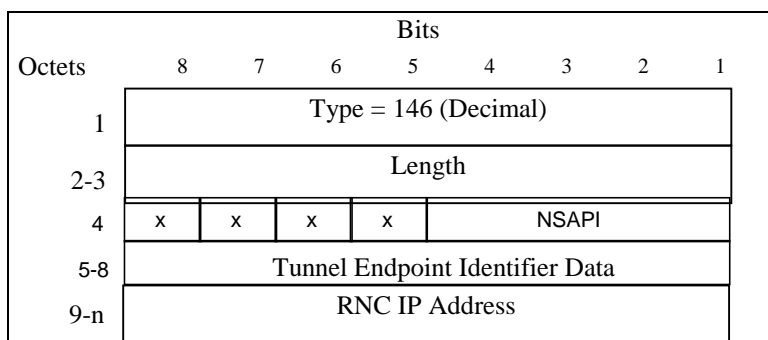 Bits
Octets 8 7 6 5 4 3 2 1
1 Type = 146 (Decimal)
2-3 Length
4 x x x x NSAPI
5-8 Tunnel Endpoint Identifier Data
9-n RNC IP Address